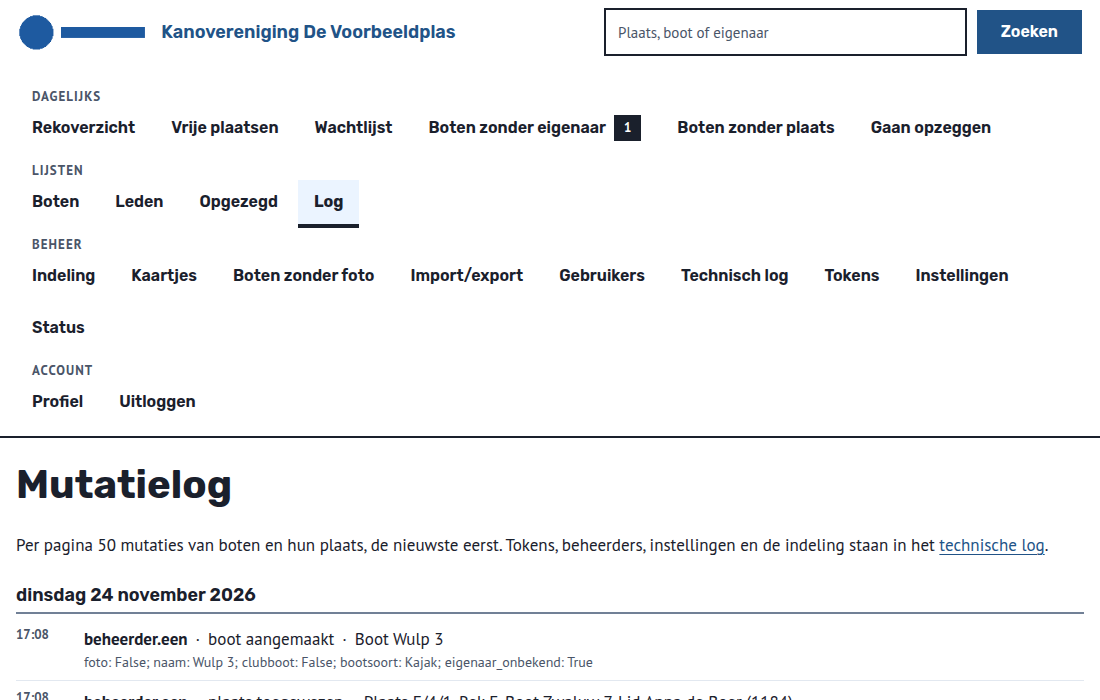 Kanovereniging De Voorbeeldplas
Plaats, boot of eigenaar
Zoeken
DAGELIJKS
Rekoverzicht Vrije plaatsen Wachtlijst Boten zonder eigenaar 1 Boten zonder plaats Gaan opzeggen
LIJSTEN
Boten Leden Opgezegd Log
BEHEER
Indeling Kaartjes Boten zonder foto Import/export Gebruikers Technisch log Tokens Instellingen
Status
ACCOUNT
Profiel Uitloggen
Mutatielog
Per pagina 50 mutaties van boten en hun plaats, de nieuwste eerst. Tokens, beheerders, instellingen en de indeling staan in het technische log.
dinsdag 24 november 2026
17:08 beheerder.een · boot aangemaakt · Boot Wulp 3
foto: False; naam: Wulp 3; clubboot: False; bootsoort: Kajak; eigenaar_onbekend: True
17:08 beheerder.een